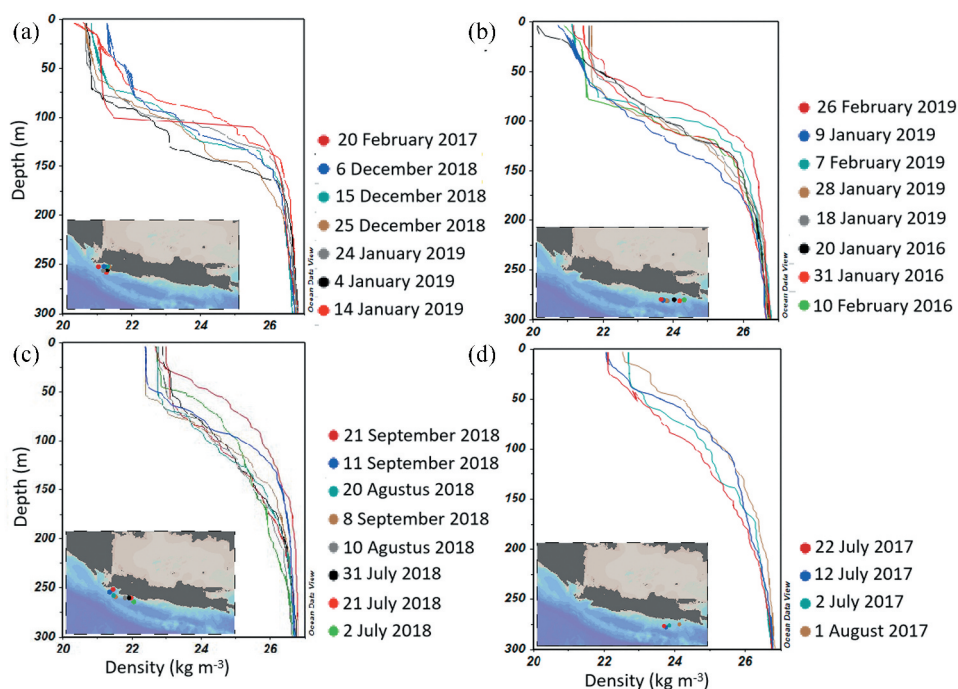 (a)
0
50
100
150
200
250
300
Depth (m)
20
22
24
26
Ocean Data View
20 February 2017
6 December 2018
15 December 2018
25 December 2018
24 January 2019
4 January 2019
14 January 2019
(b)
0
50
100
150
200
250
300
20
22
24
26
Ocean Data View
26 February 2019
9 January 2019
7 February 2019
28 January 2019
18 January 2019
20 January 2016
31 January 2016
10 February 2016
(c)
0
50
100
150
200
250
300
Depth (m)
20
22
24
26
Density (kg m-3)
Ocean Data View
21 September 2018
11 September 2018
20 Agustus 2018
8 September 2018
10 Agustus 2018
31 July 2018
21 July 2018
2 July 2018
(d)
0
50
100
150
200
250
300
20
22
24
26
Density (kg m-3)
Ocean Data View
22 July 2017
12 July 2017
2 July 2017
1 August 2017